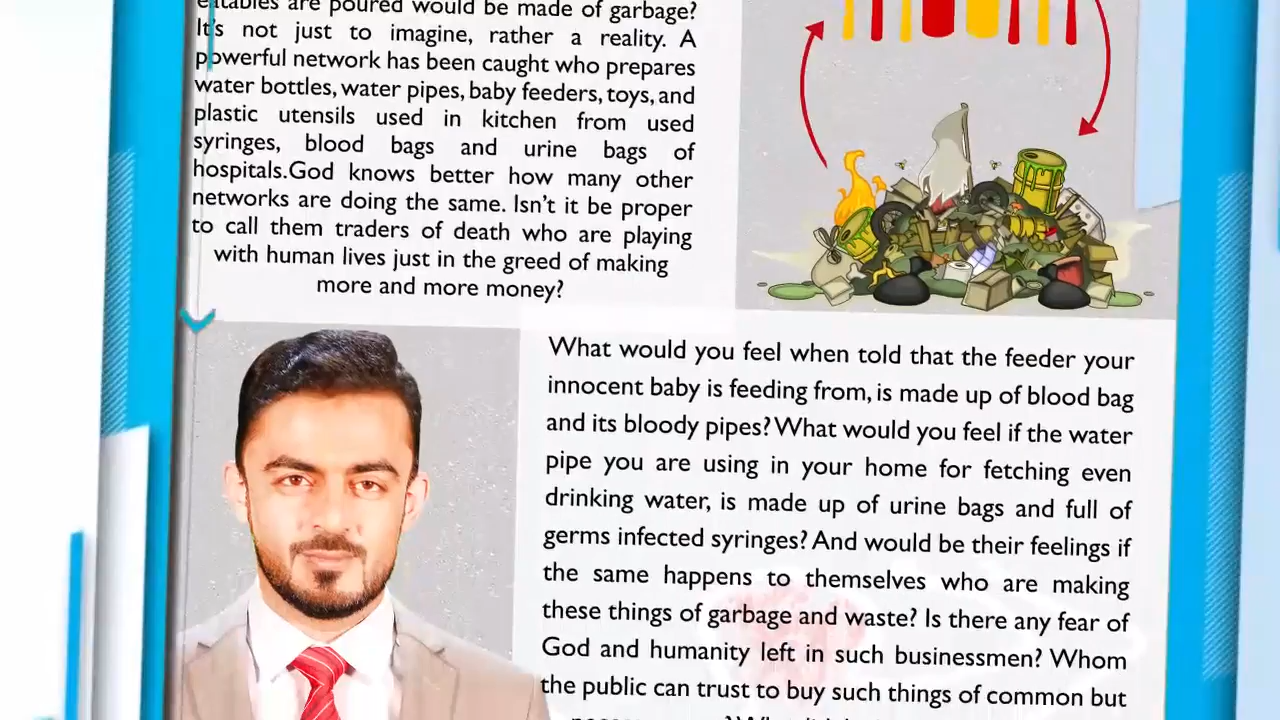 eatables are poured would be made of garbage?
It's not just to imagine, rather a reality. A
powerful network has been caught who prepares
water bottles, water pipes, baby feeders, toys, and
plastic utensils used in kitchen from used
syringes, blood bags and urine bags of
hospitals.God knows better how many other
networks are doing the same. Isn't it be proper
to call them traders of death who are playing
with human lives just in the greed of making
more and more money?
What would you feel when told that the feeder your
innocent baby is feeding from, is made up of blood bag
and its bloody pipes? What would you feel if the water
pipe you are using in your home for fetching even
drinking water, is made up of urine bags and full of
germs infected syringes? And would be their feelings if
the same happens to themselves who are making
these things of garbage and waste? Is there any fear of
God and humanity left in such businessmen? Whom
the public can trust to buy such things of common but